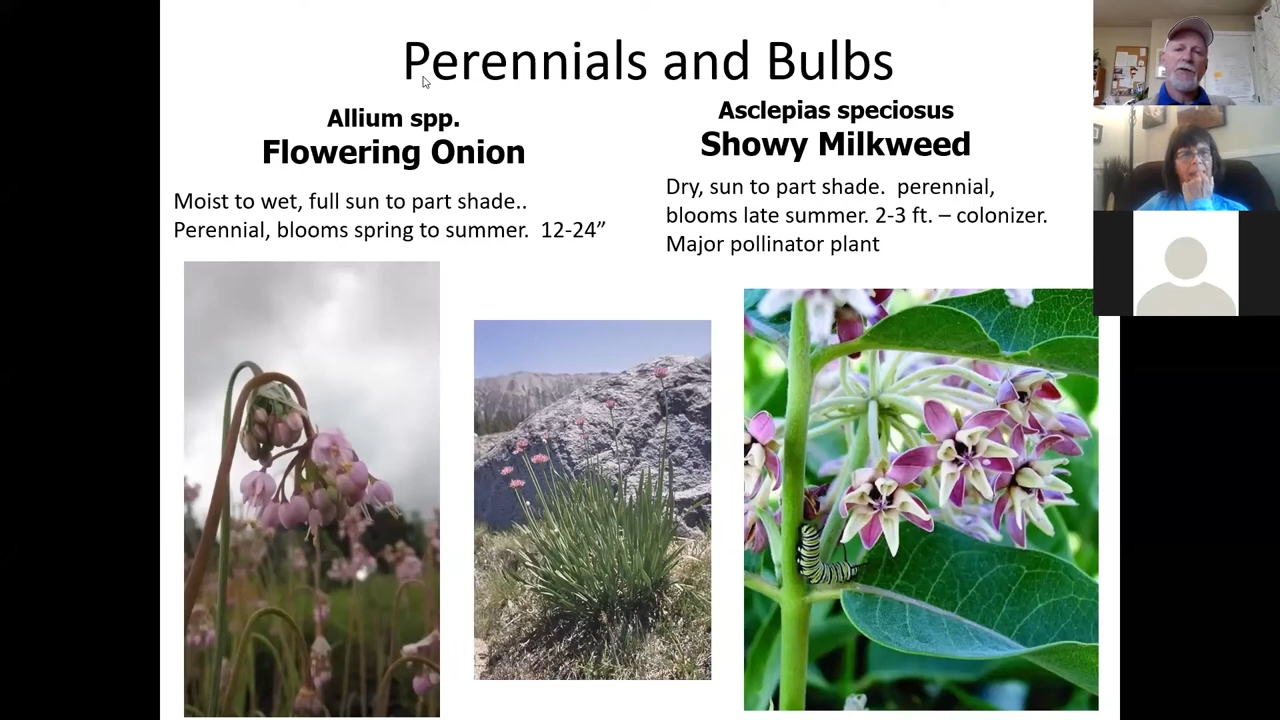 Perennials and Bulbs
Allium spp.
Flowering Onion
Moist to wet, full sun to part shade..
Perennial, blooms spring to summer.  12-24”
Asclepias speciosus
Showy Milkweed
Dry, sun to part shade.  perennial,
blooms late summer. 2-3 ft. – colonizer.
Major pollinator plant